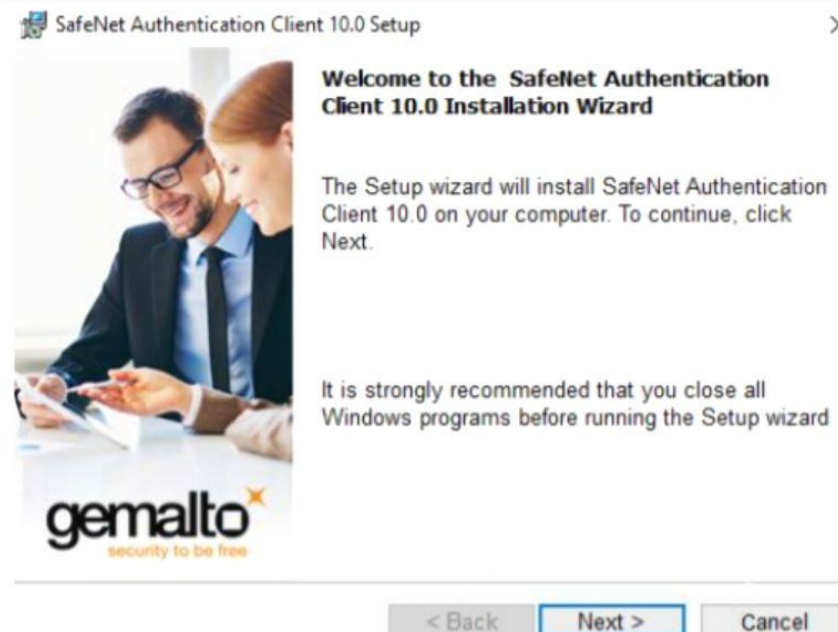 SafeNet Authentication Client 10.0 Setup
Welcome to the SafeNet Authentication
Client 10.0 Installation Wizard
The Setup wizard will install SafeNet Authentication
Client 10.0 on your computer. To continue, click
Next.
It is strongly recommended that you close all
Windows programs before running the Setup wizard
gemalto
security to be free
< Back Next > Cancel